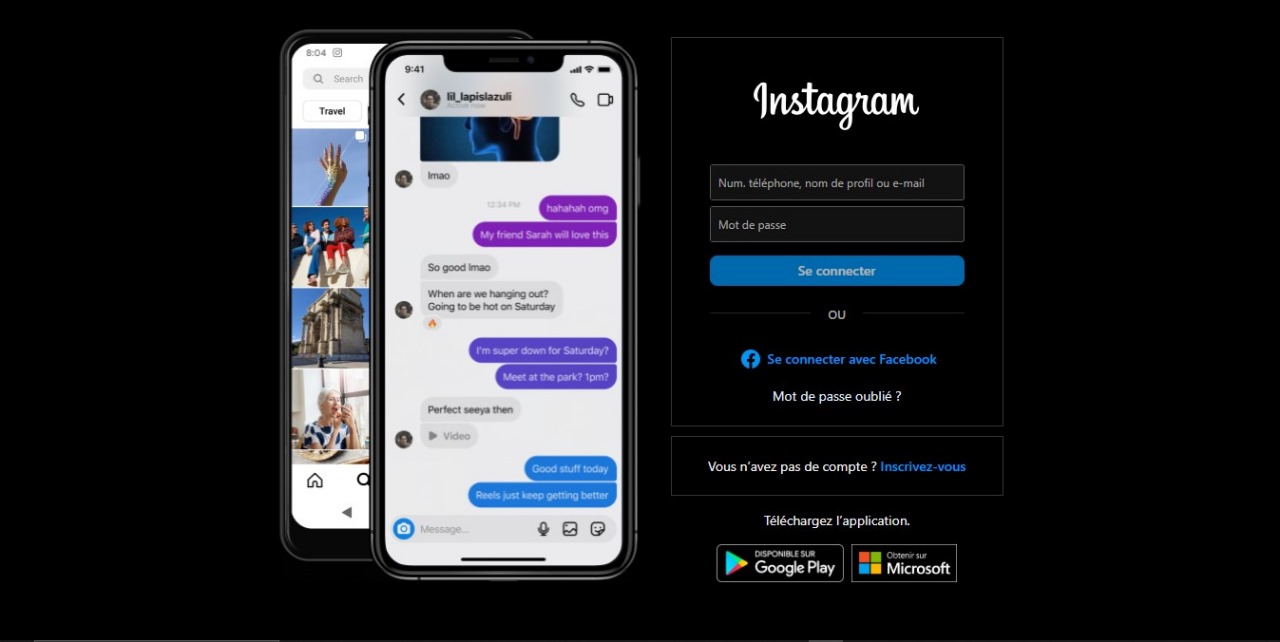 8:04
Search
Travel
9:41
lil_lapislazuli
Active now
lmao
12:34 PM
hahahah omg
My friend Sarah will love this
So good lmao
When are we hanging out?
Going to be hot on Saturday
I'm super down for Saturday?
Meet at the park? 1pm?
Perfect seeya then
Video
Good stuff today
Reels just keep getting better
Message...
Instagram
Num. téléphone, nom de profil ou e-mail
Mot de passe
Se connecter
OU
Se connecter avec Facebook
Mot de passe oublié ?
Vous n’avez pas de compte ? Inscrivez-vous
Téléchargez l’application.
DISPONIBLE SUR
Google Play
Obtenir sur
Microsoft